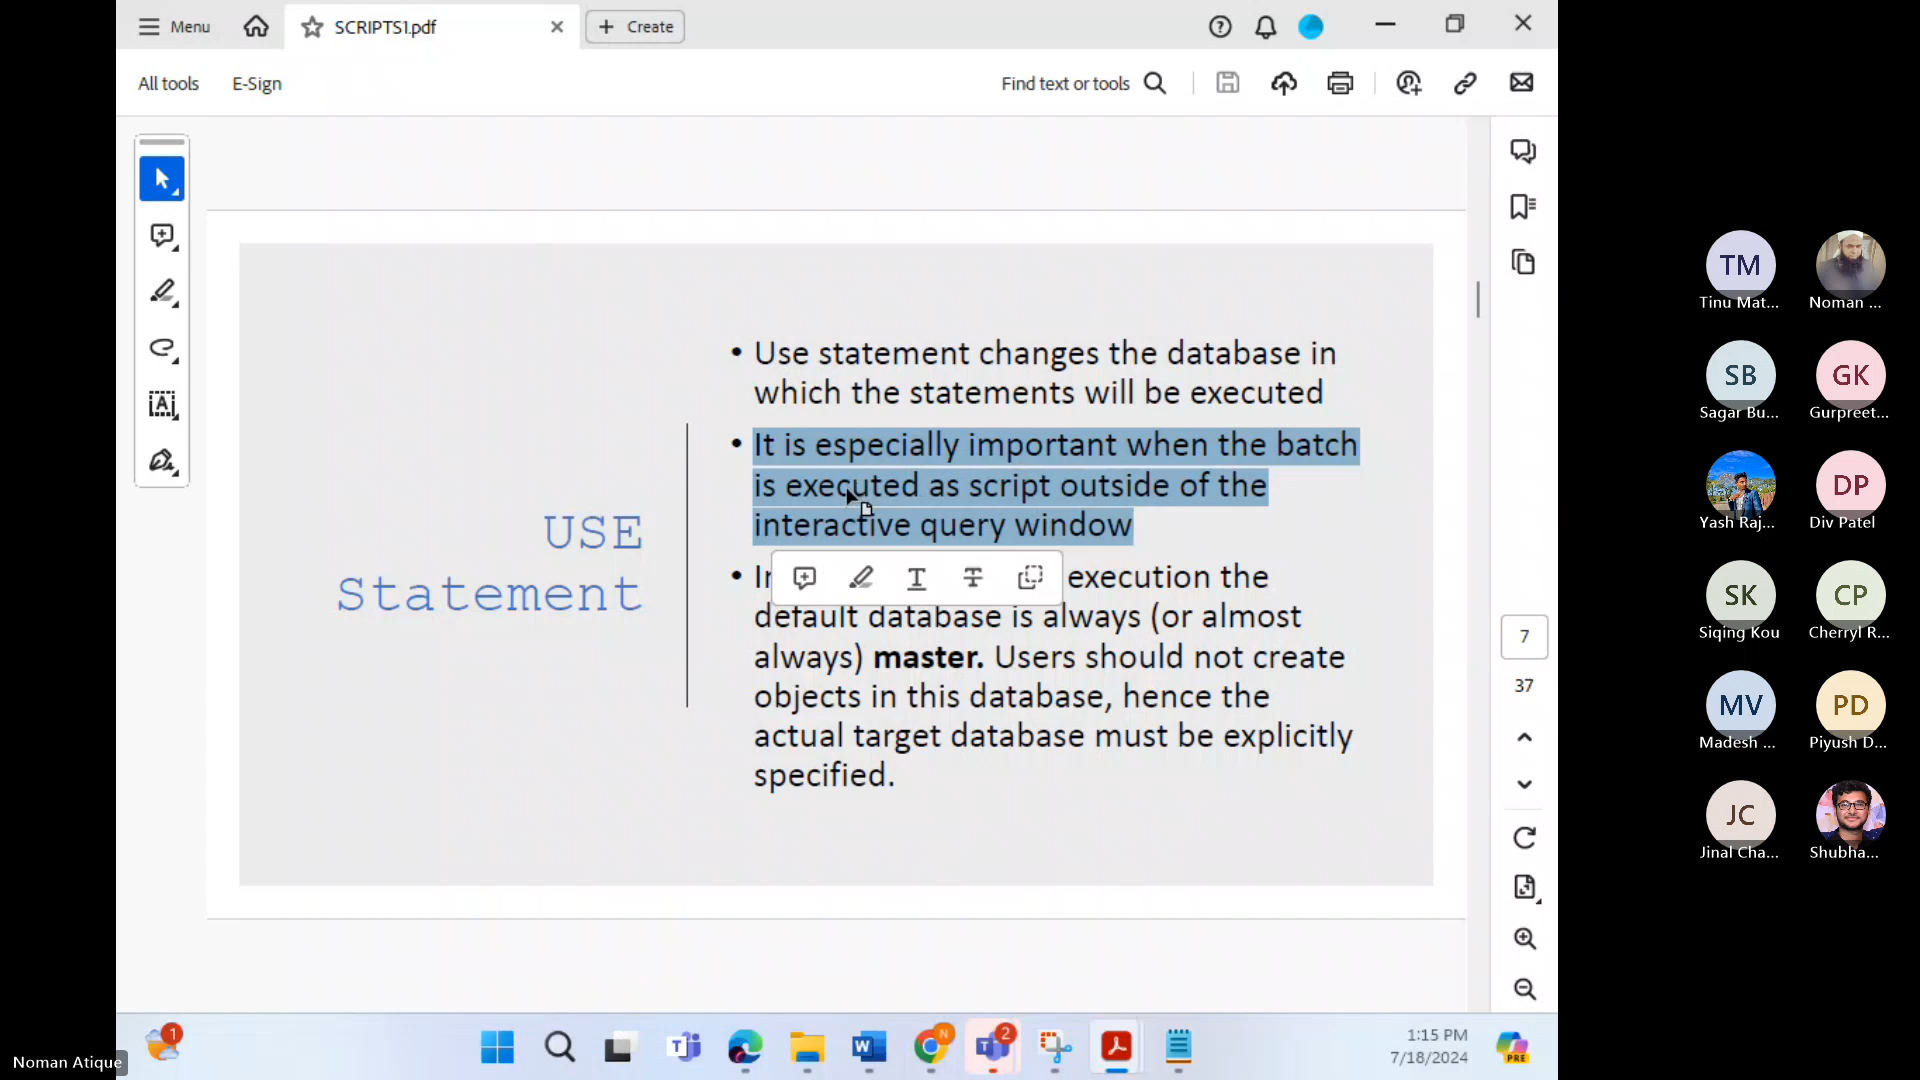 Menu
SCRIPTS1.pdf
Create
All tools
E-Sign
Find text or tools
USE
Statement
• Use statement changes the database in
which the statements will be executed
• It is especially important when the batch
is executed as script outside of the
interactive query window
• execution the
default database is always (or almost
always) master. Users should not create
objects in this database, hence the
actual target database must be explicitly
specified.
7
37
TM
Tinu Mat...
Noman ...
SB
Sagar Bu...
GK
Gurpreet...
Yash Raj...
DP
Div Patel
SK
Siqing Kou
CP
Cherryl R...
MV
Madesh ...
PD
Piyush D...
JC
Jinal Cha...
Shubha...
1
N
2
T
W
T
1:15 PM
7/18/2024
PRE
Noman Atique